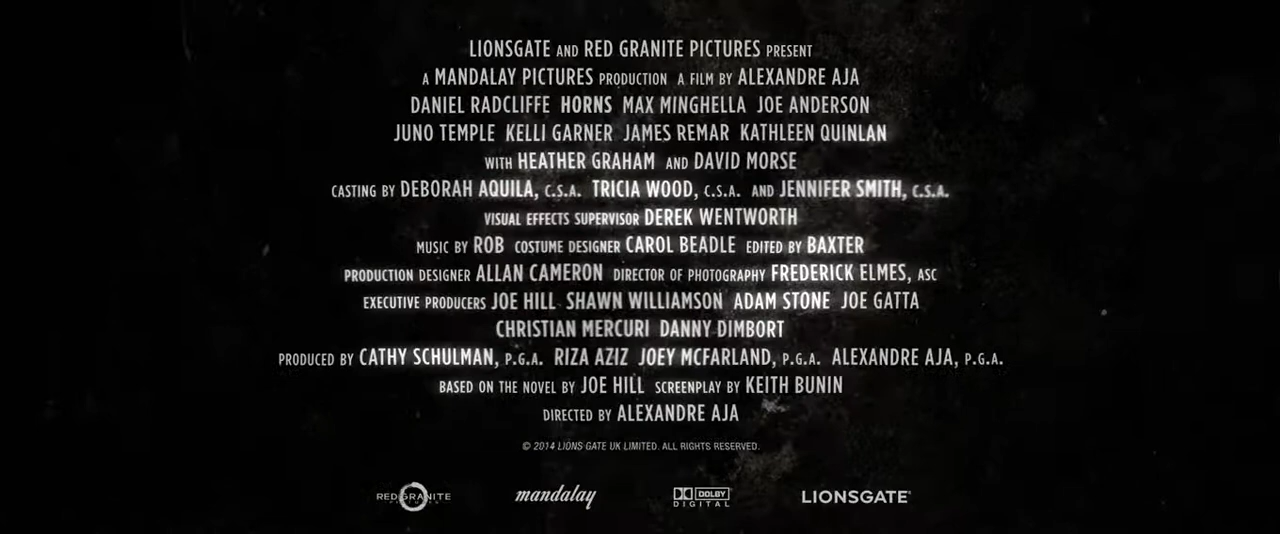 LIONSGATE AND RED GRANITE PICTURES PRESENT
A MANDALAY PICTURES PRODUCTION A FILM BY ALEXANDRE AJA
DANIEL RADCLIFFE HORNS MAX MINGHELLA JOE ANDERSON
JUNO TEMPLE KELLI GARNER JAMES REMAR KATHLEEN QUINLAN
WITH HEATHER GRAHAM AND DAVID MORSE
CASTING BY DEBORAH AQUILA, C.S.A. TRICIA WOOD, C.S.A. AND JENNIFER SMITH, C.S.A.
VISUAL EFFECTS SUPERVISOR DEREK WENTWORTH
MUSIC BY ROB COSTUME DESIGNER CAROL BEADLE EDITED BY BAXTER
PRODUCTION DESIGNER ALLAN CAMERON DIRECTOR OF PHOTOGRAPHY FREDERICK ELMES, ASC
EXECUTIVE PRODUCERS JOE HILL SHAWN WILLIAMSON ADAM STONE JOE GATTA
CHRISTIAN MERCURI DANNY DIMBORT
PRODUCED BY CATHY SCHULMAN, P.G.A. RIZA AZIZ JOEY MCFARLAND, P.G.A. ALEXANDRE AJA, P.G.A.
BASED ON THE NOVEL BY JOE HILL SCREENPLAY BY KEITH BUNIN
DIRECTED BY ALEXANDRE AJA
© 2014 LIONS GATE UK LIMITED. ALL RIGHTS RESERVED.
RED GRANITE PICTURES mandalay DOLBY DIGITAL LIONSGATE